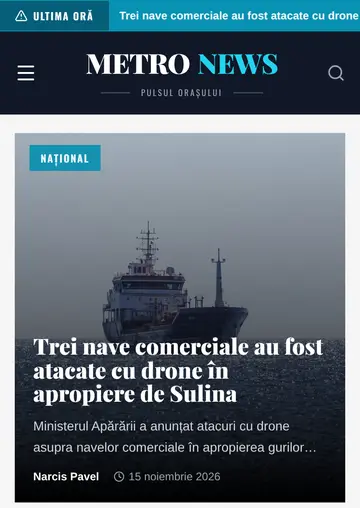 ULTIMA ORĂ
Trei nave comerciale au fost atacate cu drone
METRO NEWS
PULSUL ORAȘULUI
NAȚIONAL
Trei nave comerciale au fost
atacate cu drone în
apropiere de Sulina
Ministerul Apărării a anunțat atacuri cu drone
asupra navelor comerciale în apropierea gurilor…
Narcis Pavel
15 noiembrie 2026